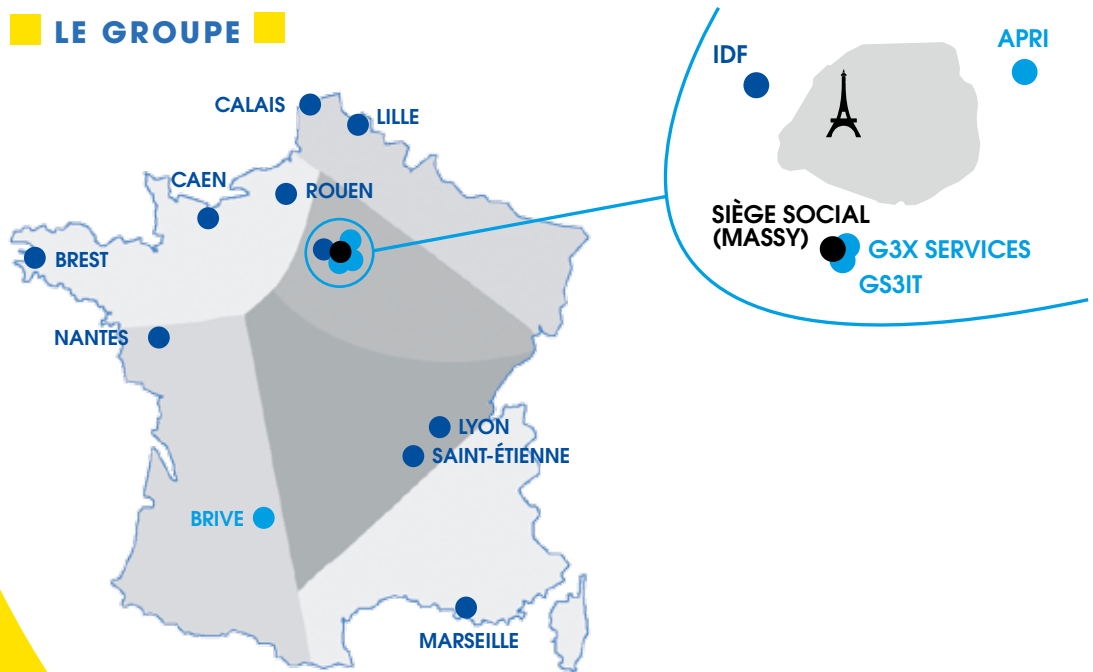 LE GROUPE
IDF
APRI
CALAIS
LILLE
CAEN
ROUEN
SIÈGE SOCIAL
(MASSY)
G3X SERVICES
GS3IT
BREST
NANTES
LYON
SAINT-ÉTIENNE
BRIVE
MARSEILLE